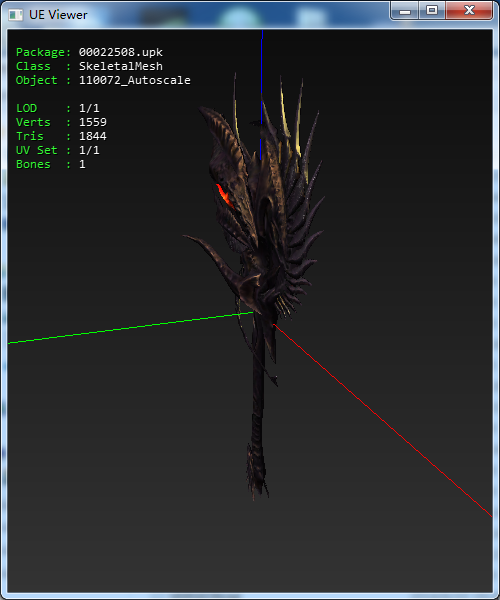 UE Viewer
Package: 00022508.upk
Class : SkeletalMesh
Object : 110072_Autoscale
LOD : 1/1
Verts : 1559
Tris : 1844
UV Set : 1/1
Bones : 1